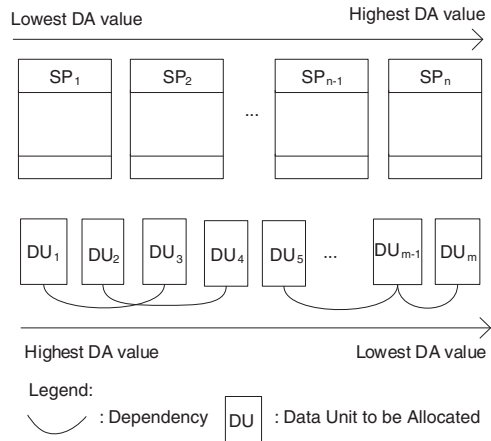 Lowest DA value Highest DA value
SP1 SP2 ... SPn-1 SPn
DU1 DU2 DU3 DU4 DU5 ... DUm-1 DUm
Highest DA value Lowest DA value
Legend:
: Dependency DU : Data Unit to be Allocated